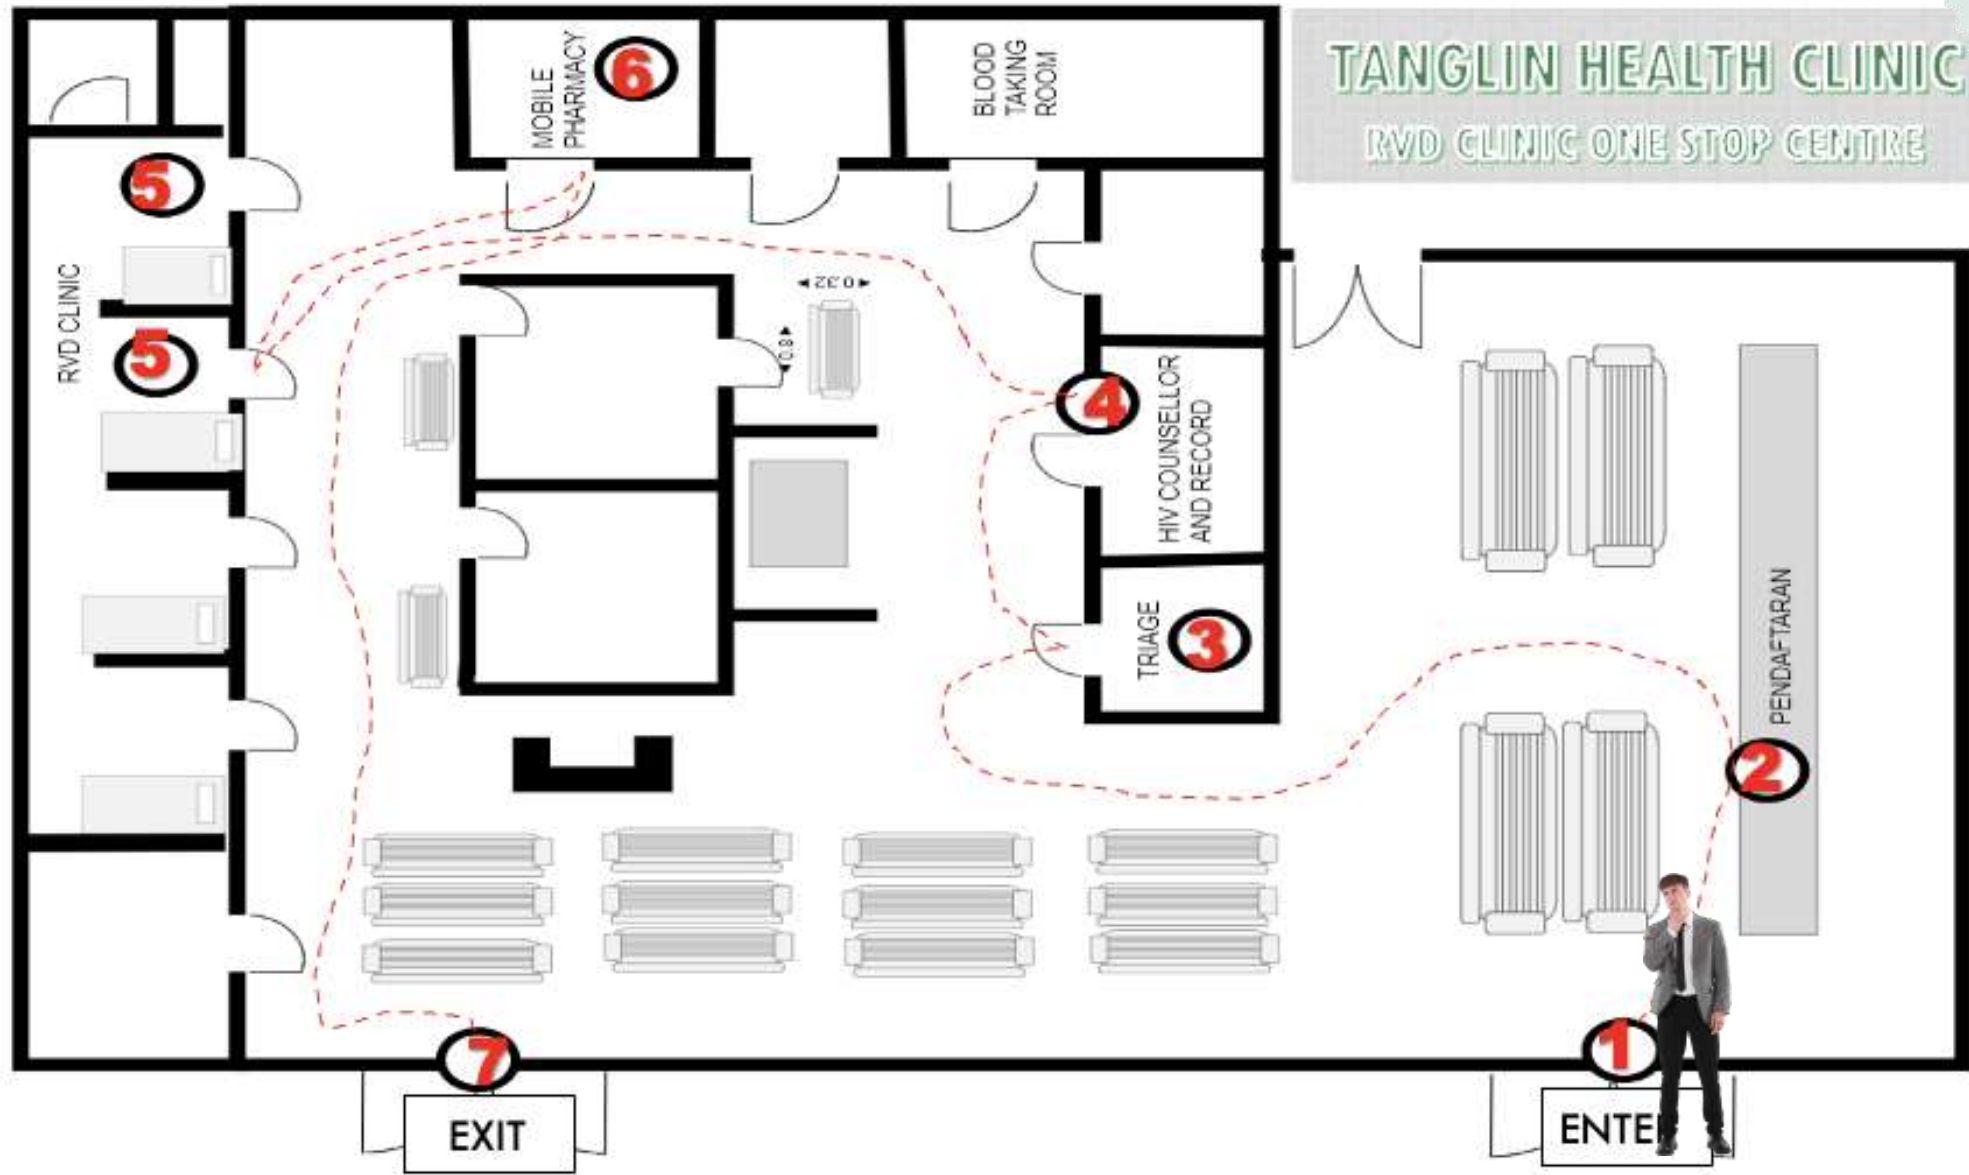 TANGLIN HEALTH CLINIC
RVD CLINIC ONE STOP CENTRE
MOBILE
PHARMACY
6
BLOOD
TAKING
ROOM
5
RVD CLINIC
5
0.32
0.8
4
HIV COUNSELLOR
AND RECORD
TRIAGE
3
PENDAFTARAN
2
7
1
EXIT
ENTE